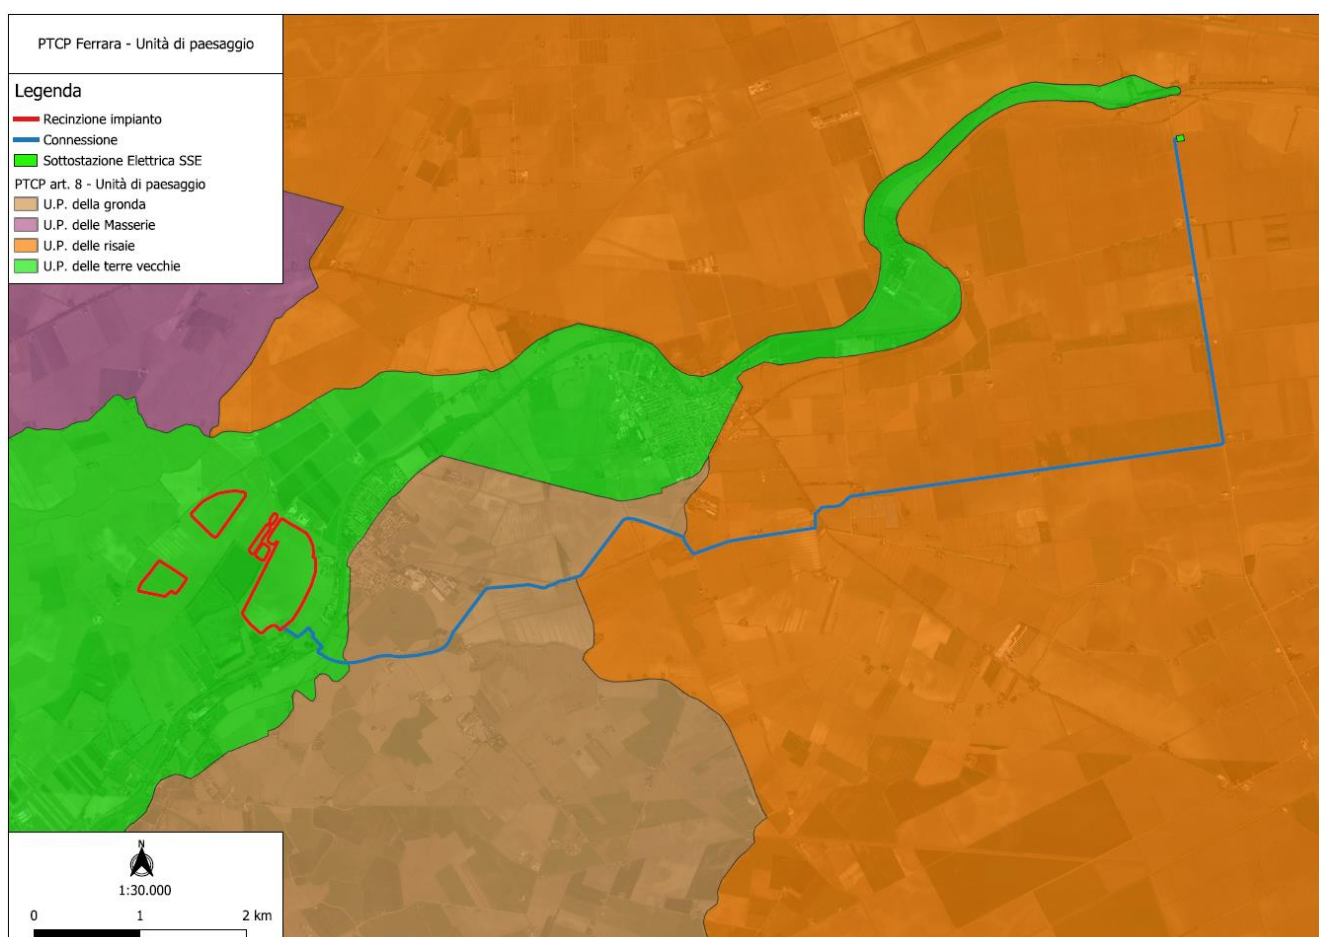 PTCP Ferrara - Unità di paesaggio
Legenda
Recinzione impianto
Connessione
Sottostazione Elettrica SSE
PTCP art. 8 - Unità di paesaggio
U.P. della gronda
U.P. delle Masserie
U.P. delle risaie
U.P. delle terre vecchie
N
1:30.000
0 1 2 km